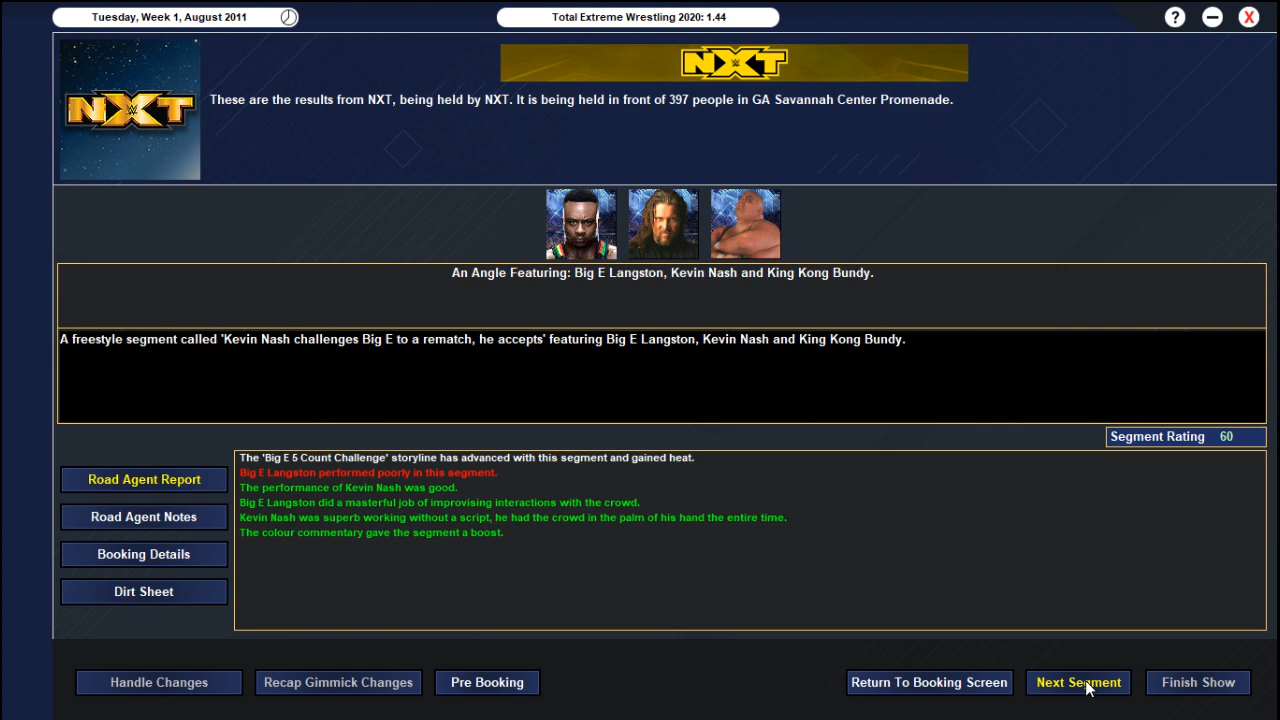 Tuesday, Week 1, August 2011
Total Extreme Wrestling 2020: 1.44
?
X
NXT
NXT
These are the results from NXT, being held by NXT. It is being held in front of 397 people in GA Savannah Center Promenade.
An Angle Featuring: Big E Langston, Kevin Nash and King Kong Bundy.
A freestyle segment called 'Kevin Nash challenges Big E to a rematch, he accepts' featuring Big E Langston, Kevin Nash and King Kong Bundy.
Segment Rating 60
Road Agent Report
Road Agent Notes
Booking Details
Dirt Sheet
The 'Big E 5 Count Challenge' storyline has advanced with this segment and gained heat.
Big E Langston performed poorly in this segment.
The performance of Kevin Nash was good.
Big E Langston did a masterful job of improvising interactions with the crowd.
Kevin Nash was superb working without a script, he had the crowd in the palm of his hand the entire time.
The colour commentary gave the segment a boost.
Handle Changes
Recap Gimmick Changes
Pre Booking
Return To Booking Screen
Next Segment
Finish Show